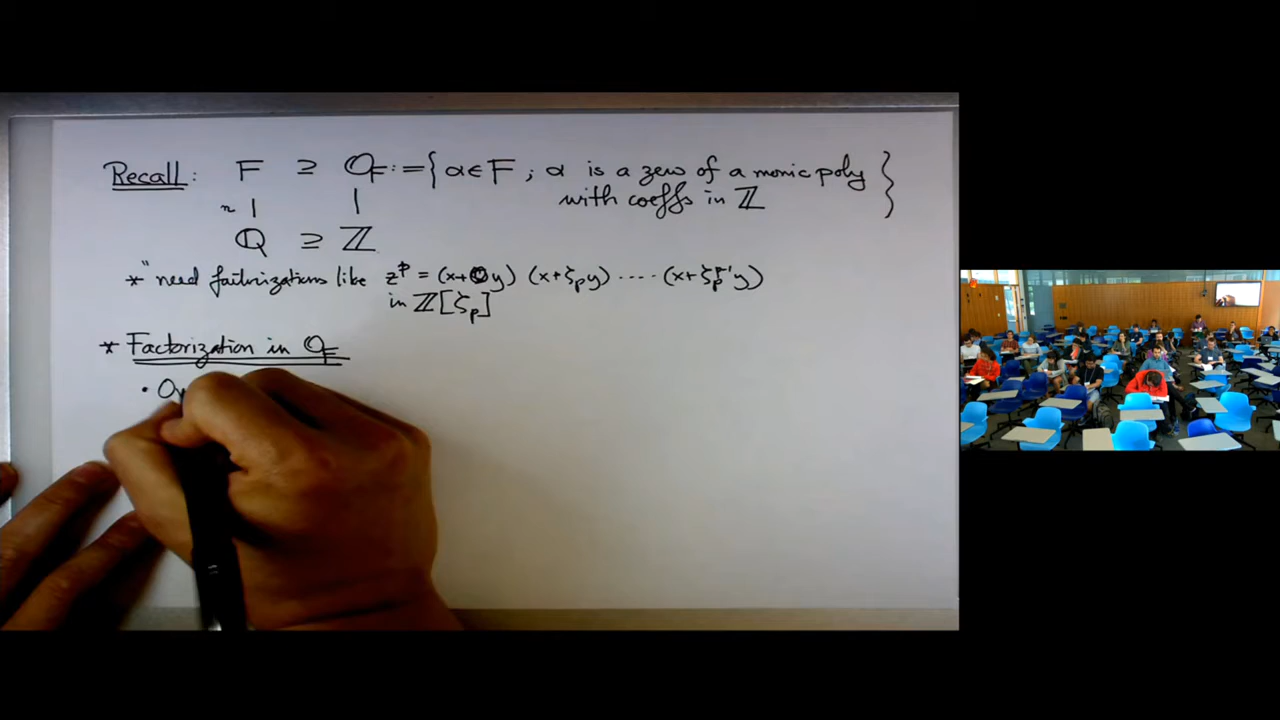 Recall: F ≥ O_F := { α ∈ F ; α is a zero of a monic poly
with coeffs in ℤ }
n | |
ℚ ≥ ℤ
* "need factorizations like z^p = (x+y) (x+ζ_p y) ···· (x+ζ_p^{p-1} y)
in ℤ[ζ_p]
* Factorization in O_F
·